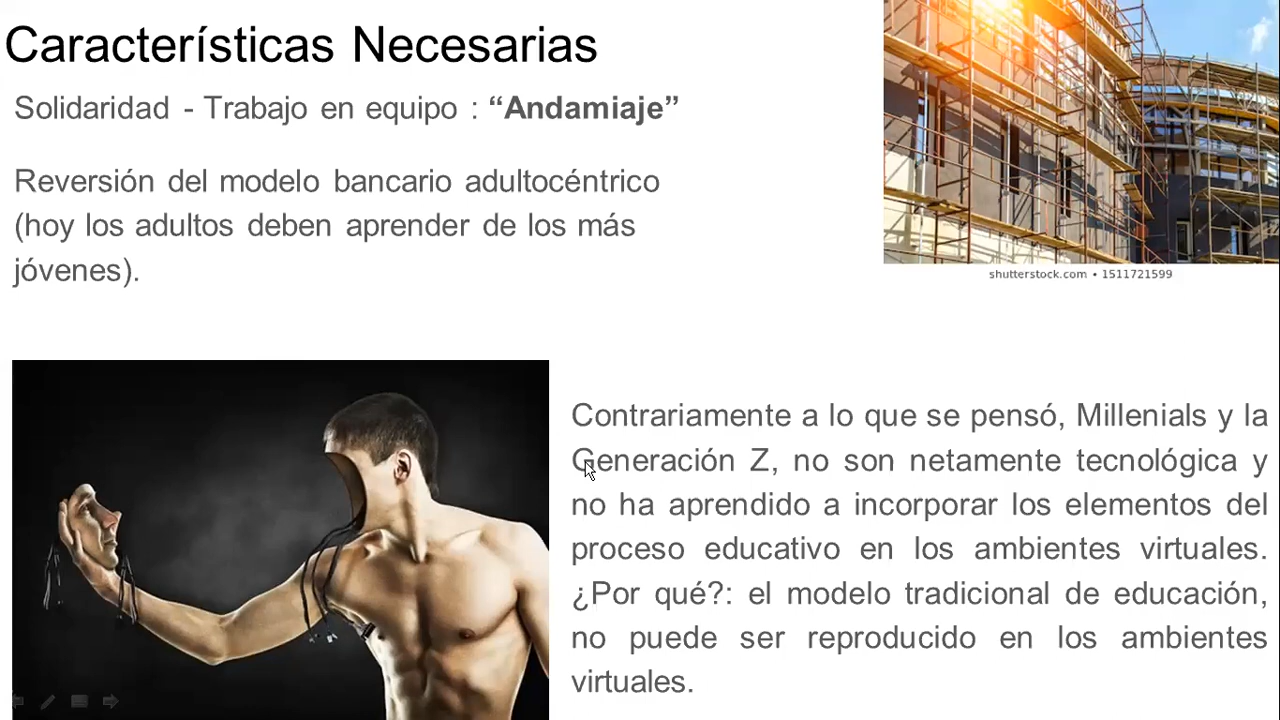 Características Necesarias
Solidaridad - Trabajo en equipo : “Andamiaje”
Reversión del modelo bancario adultocéntrico
(hoy los adultos deben aprender de los más
jóvenes).
shutterstock.com • 1511721599
Contrariamente a lo que se pensó, Millenials y la
Generación Z, no son netamente tecnológica y
no ha aprendido a incorporar los elementos del
proceso educativo en los ambientes virtuales.
¿Por qué?: el modelo tradicional de educación,
no puede ser reproducido en los ambientes
virtuales.